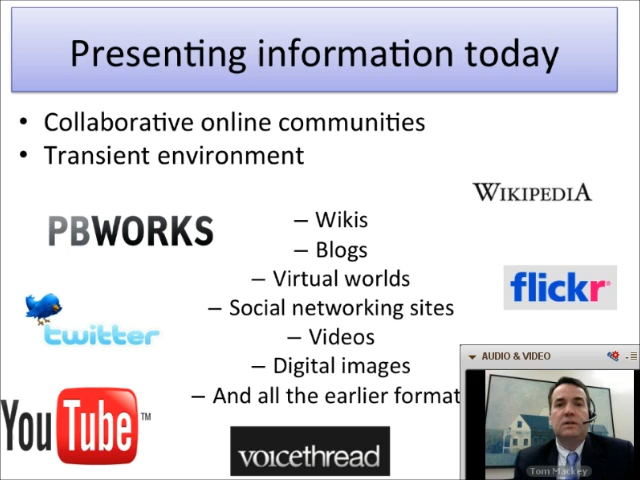 Presenting information today
• Collaborative online communities
• Transient environment
WIKIPEDIA
PBWORKS
– Wikis
– Blogs
– Virtual worlds
flickr
– Social networking sites
twitter
– Videos
– Digital images
– And all the earlier format
AUDIO & VIDEO
YouTube™
voicethread
Tom Mackey